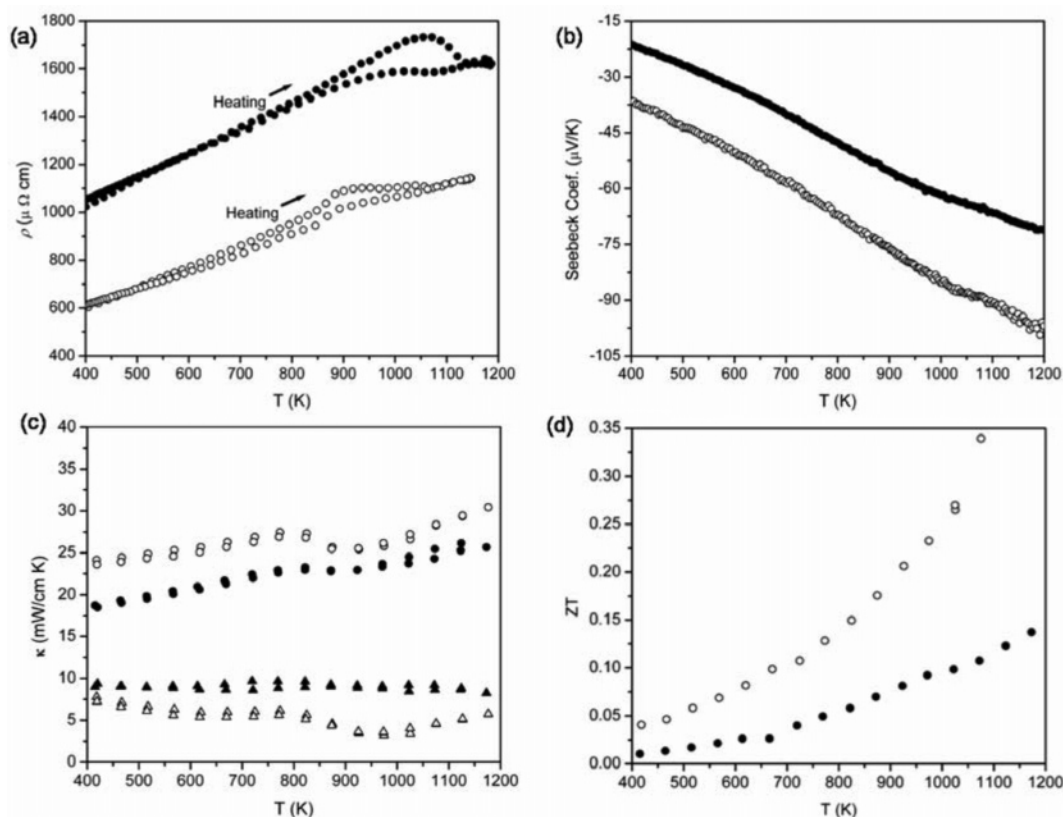 (a)
1800
1600
1400
1200
1000
800
600
400
ρ (μ Ω cm)
Heating
Heating
400 500 600 700 800 900 1000 1100 1200
T (K)
(b)
-15
-30
-45
-60
-75
-90
-105
Seebeck Coef. (μV/K)
400 500 600 700 800 900 1000 1100 1200
T (K)
(c)
40
35
30
25
20
15
10
5
0
κ (mW/cm K)
400 500 600 700 800 900 1000 1100 1200
T (K)
(d)
0.35
0.30
0.25
0.20
0.15
0.10
0.05
0.00
ZT
400 500 600 700 800 900 1000 1100 1200
T (K)